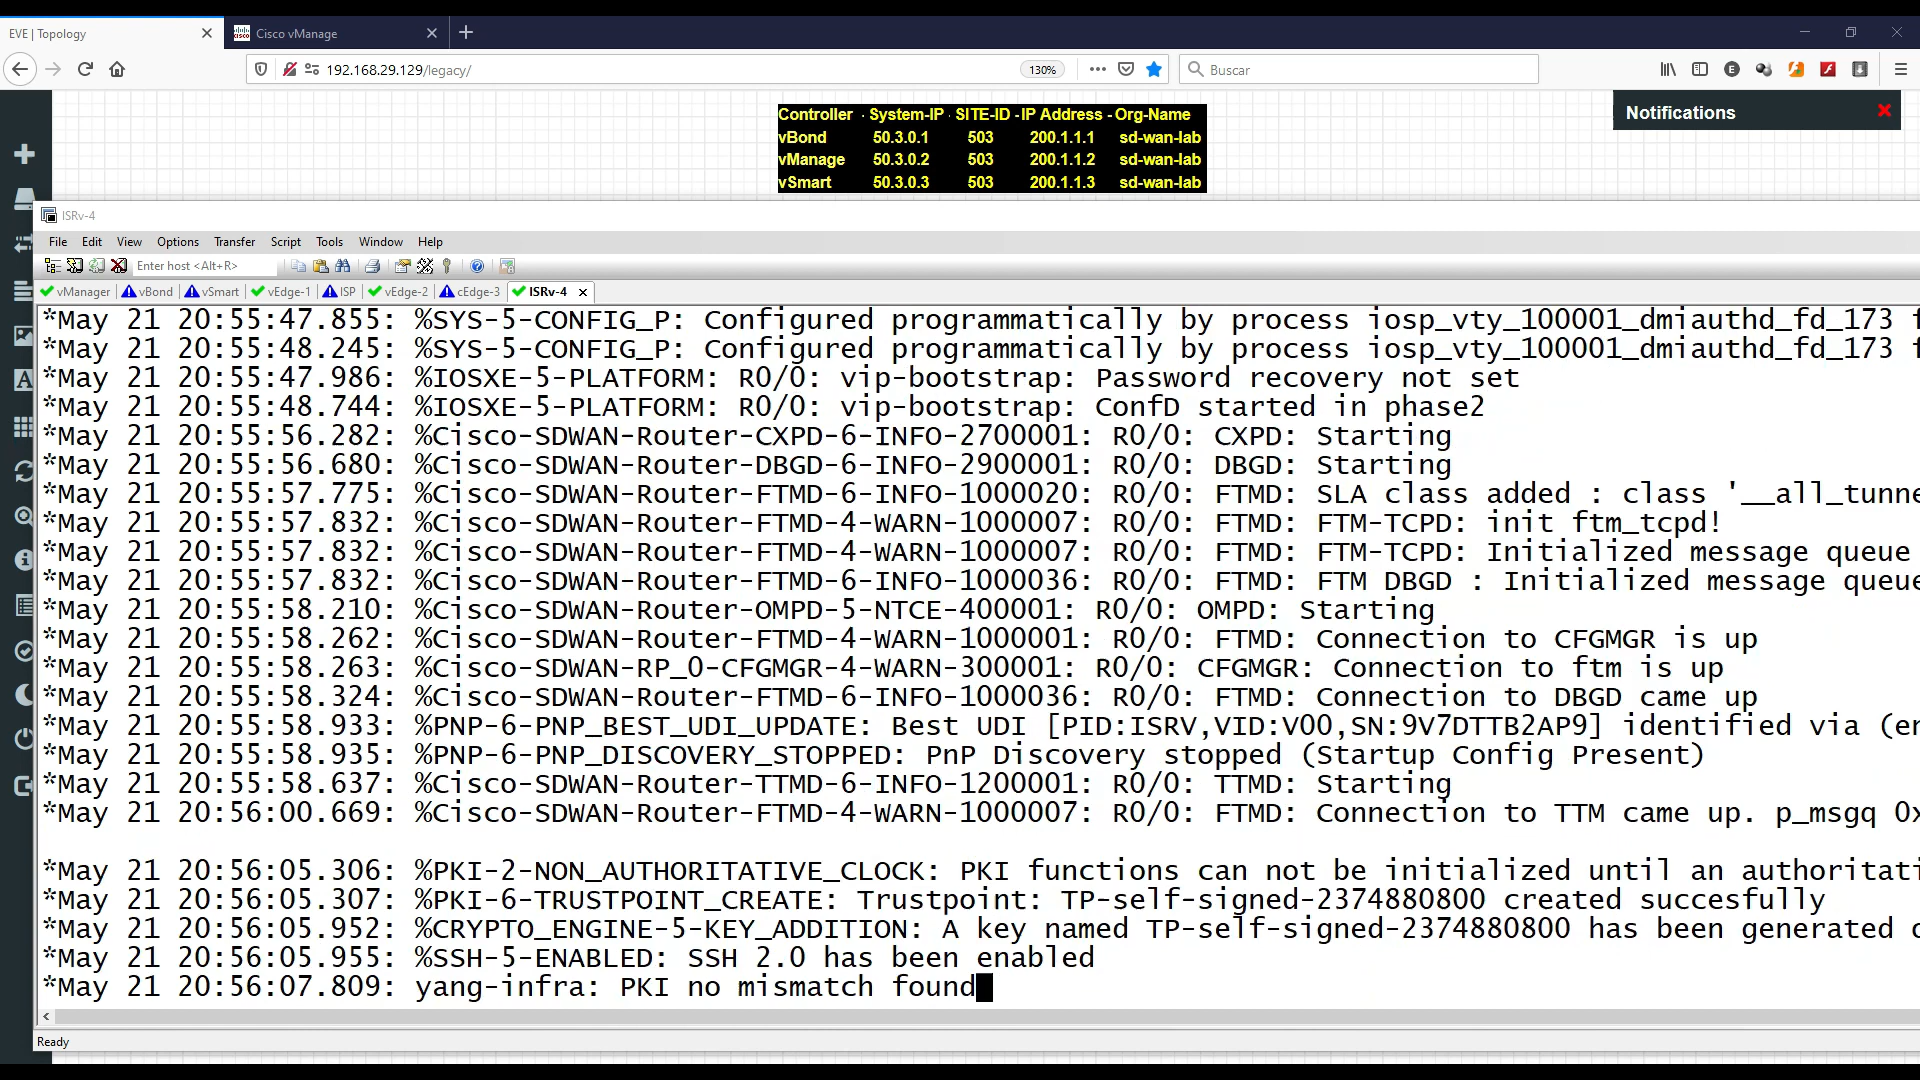 EVE | Topology
Cisco vManage
192.168.29.129/legacy/
130%
Buscar
Controller - System-IP - SITE-ID - IP Address - Org-Name
vBond 50.3.0.1 503 200.1.1.1 sd-wan-lab
vManage 50.3.0.2 503 200.1.1.2 sd-wan-lab
vSmart 50.3.0.3 503 200.1.1.3 sd-wan-lab
Notifications
ISRv-4
File Edit View Options Transfer Script Tools Window Help
Enter host <Alt+R>
vManager vBond vSmart vEdge-1 ISP vEdge-2 cEdge-3 ISRv-4
*May 21 20:55:47.855: %SYS-5-CONFIG_P: Configured programmatically by process iosp_vty_100001_dmiauthd_fd_173 f
*May 21 20:55:48.245: %SYS-5-CONFIG_P: Configured programmatically by process iosp_vty_100001_dmiauthd_fd_173 f
*May 21 20:55:47.986: %IOSXE-5-PLATFORM: R0/0: vip-bootstrap: Password recovery not set
*May 21 20:55:48.744: %IOSXE-5-PLATFORM: R0/0: vip-bootstrap: ConfD started in phase2
*May 21 20:55:56.282: %Cisco-SDWAN-Router-CXPD-6-INFO-2700001: R0/0: CXPD: Starting
*May 21 20:55:56.680: %Cisco-SDWAN-Router-DBGD-6-INFO-2900001: R0/0: DBGD: Starting
*May 21 20:55:57.775: %Cisco-SDWAN-Router-FTMD-6-INFO-1000020: R0/0: FTMD: SLA class added : class '__all_tunne
*May 21 20:55:57.832: %Cisco-SDWAN-Router-FTMD-4-WARN-1000007: R0/0: FTMD: FTM-TCPD: init ftm_tcpd!
*May 21 20:55:57.832: %Cisco-SDWAN-Router-FTMD-4-WARN-1000007: R0/0: FTMD: FTM-TCPD: Initialized message queue
*May 21 20:55:57.832: %Cisco-SDWAN-Router-FTMD-6-INFO-1000036: R0/0: FTMD: FTM DBGD : Initialized message queue
*May 21 20:55:58.210: %Cisco-SDWAN-Router-OMPD-5-NTCE-400001: R0/0: OMPD: Starting
*May 21 20:55:58.262: %Cisco-SDWAN-Router-FTMD-4-WARN-1000001: R0/0: FTMD: Connection to CFGMGR is up
*May 21 20:55:58.263: %Cisco-SDWAN-RP_0-CFGMGR-4-WARN-300001: R0/0: CFGMGR: Connection to ftm is up
*May 21 20:55:58.324: %Cisco-SDWAN-Router-FTMD-6-INFO-1000036: R0/0: FTMD: Connection to DBGD came up
*May 21 20:55:58.933: %PNP-6-PNP_BEST_UDI_UPDATE: Best UDI [PID:ISRV,VID:V00,SN:9V7DTTB2AP9] identified via (en
*May 21 20:55:58.935: %PNP-6-PNP_DISCOVERY_STOPPED: PnP Discovery stopped (Startup Config Present)
*May 21 20:55:58.637: %Cisco-SDWAN-Router-TTMD-6-INFO-1200001: R0/0: TTMD: Starting
*May 21 20:56:00.669: %Cisco-SDWAN-Router-FTMD-4-WARN-1000007: R0/0: FTMD: Connection to TTM came up. p_msgq 0x
*May 21 20:56:05.306: %PKI-2-NON_AUTHORITATIVE_CLOCK: PKI functions can not be initialized until an authoritati
*May 21 20:56:05.307: %PKI-6-TRUSTPOINT_CREATE: Trustpoint: TP-self-signed-2374880800 created succesfully
*May 21 20:56:05.952: %CRYPTO_ENGINE-5-KEY_ADDITION: A key named TP-self-signed-2374880800 has been generated o
*May 21 20:56:05.955: %SSH-5-ENABLED: SSH 2.0 has been enabled
*May 21 20:56:07.809: yang-infra: PKI no mismatch found
Ready